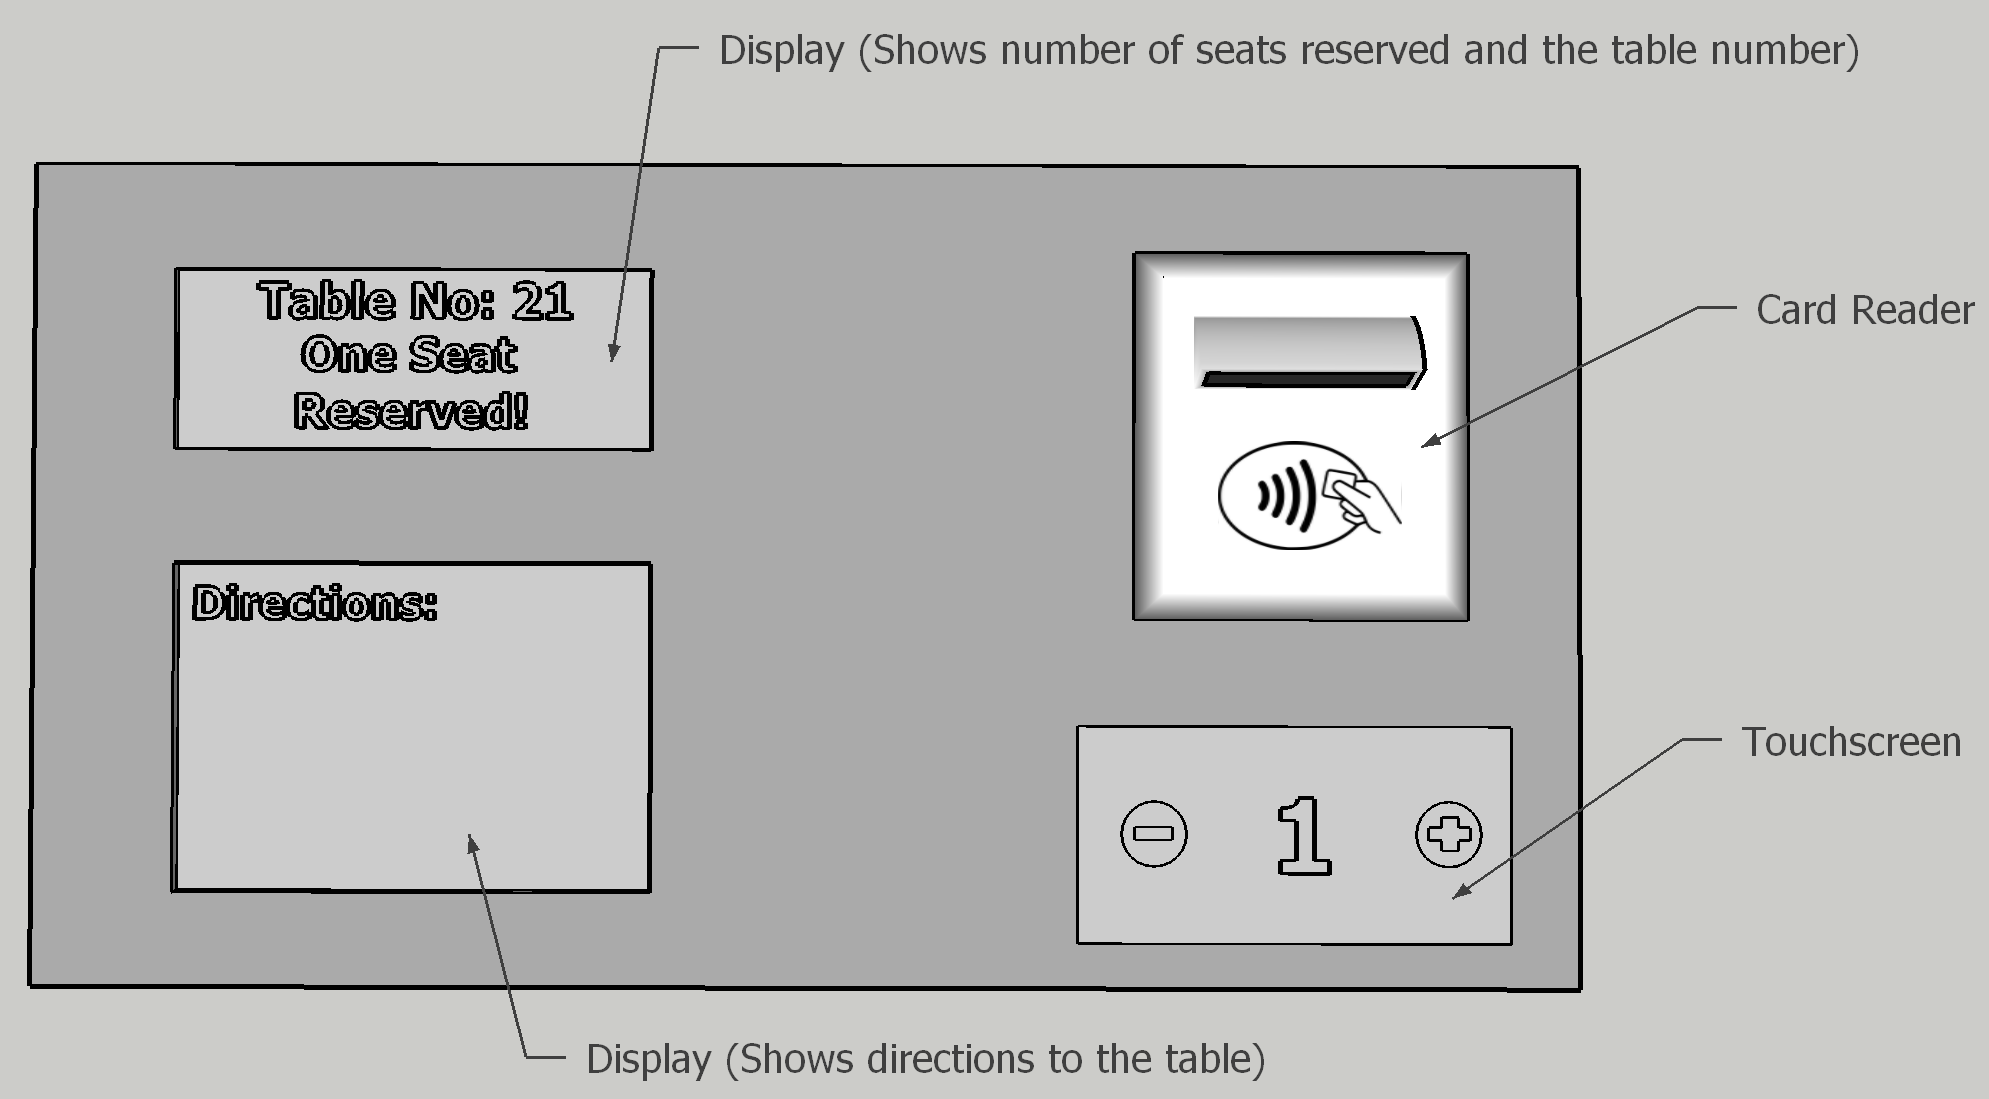 Display (Shows number of seats reserved and the table number)
Table No: 21
One Seat
Reserved!
Card Reader
Directions:
Touchscreen
1
Display (Shows directions to the table)